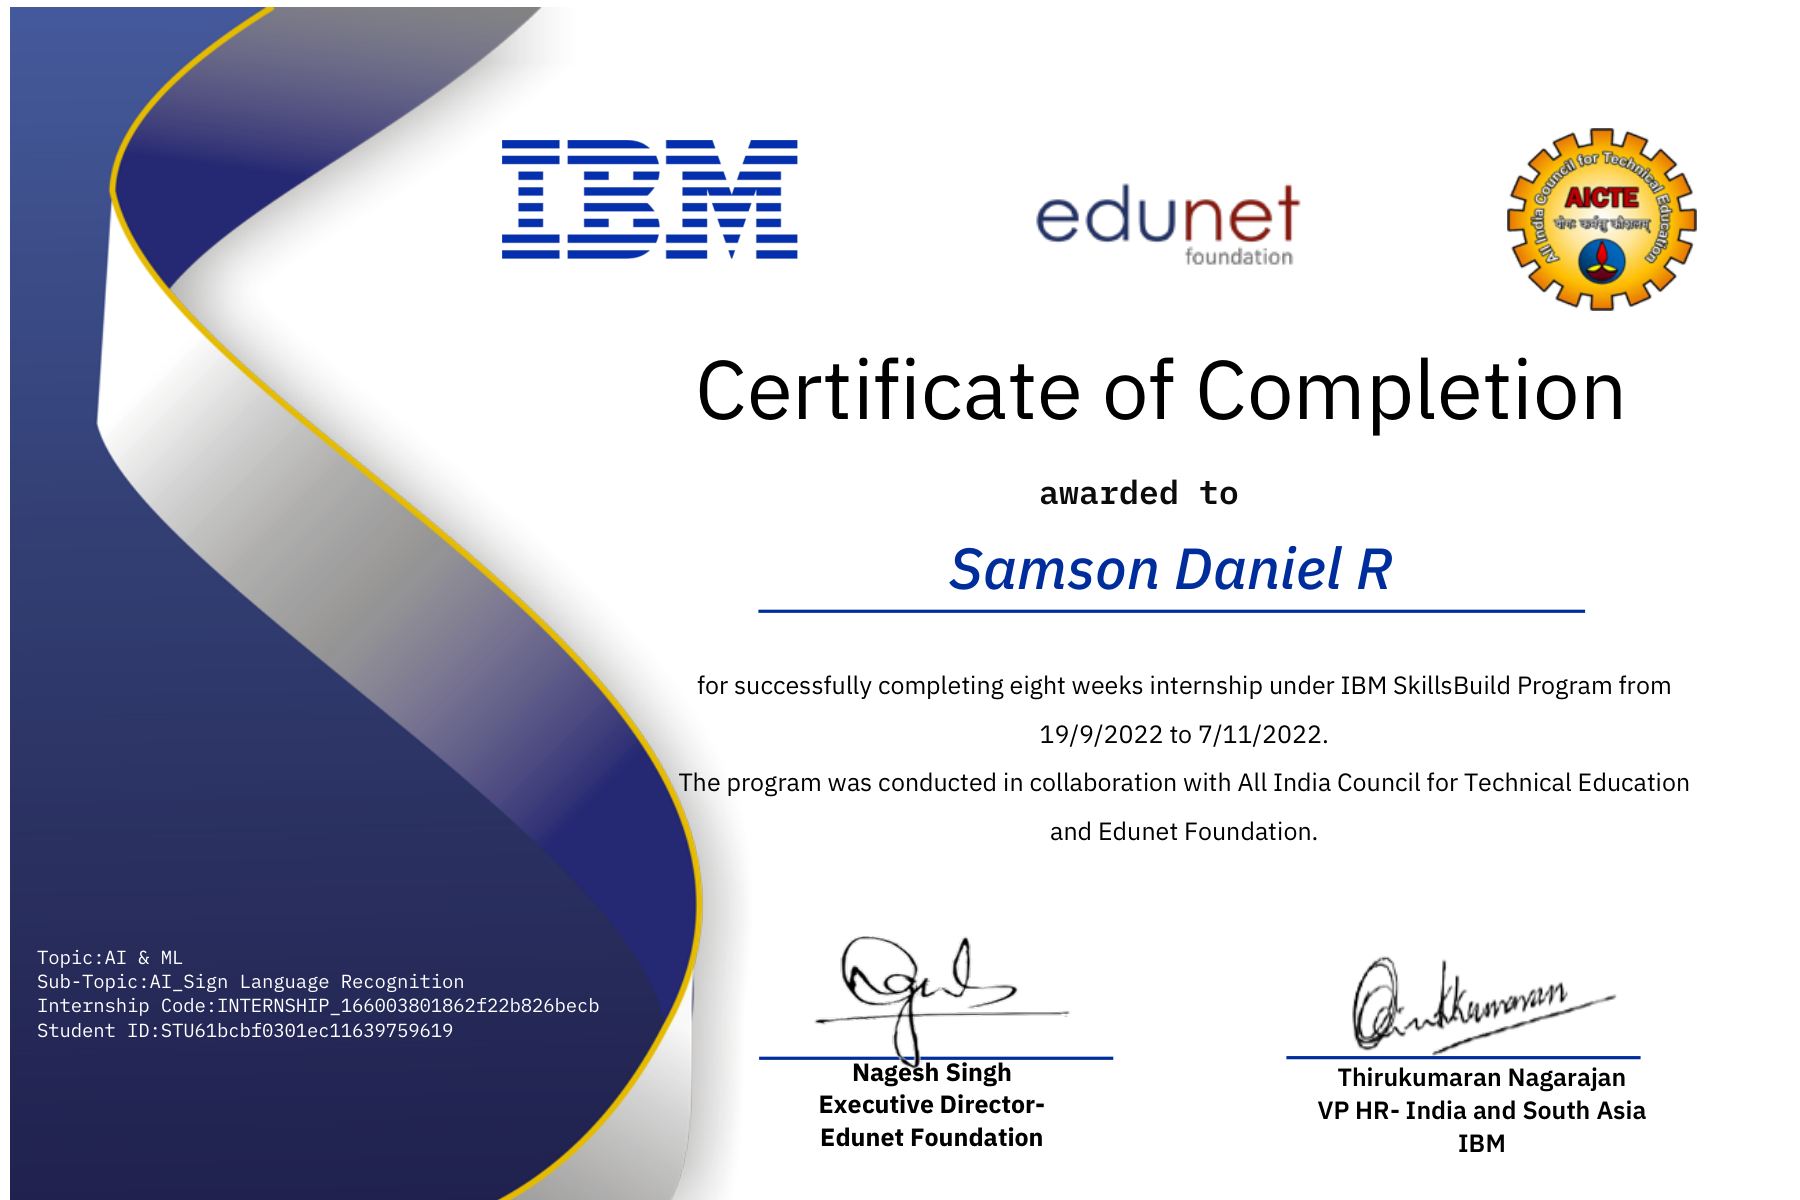 IBM
edunet
foundation
All India Council for Technical Education
AICTE
योगः कर्मसु कौशलम्
Certificate of Completion
awarded to
Samson Daniel R
for successfully completing eight weeks internship under IBM SkillsBuild Program from
19/9/2022 to 7/11/2022.
The program was conducted in collaboration with All India Council for Technical Education
and Edunet Foundation.
Topic:AI & ML
Sub-Topic:AI_Sign Language Recognition
Internship Code:INTERNSHIP_166003801862f22b826becb
Student ID:STU61bcbf0301ec11639759619
Nagesh Singh
Executive Director-
Edunet Foundation
Thirukumaran Nagarajan
VP HR- India and South Asia
IBM